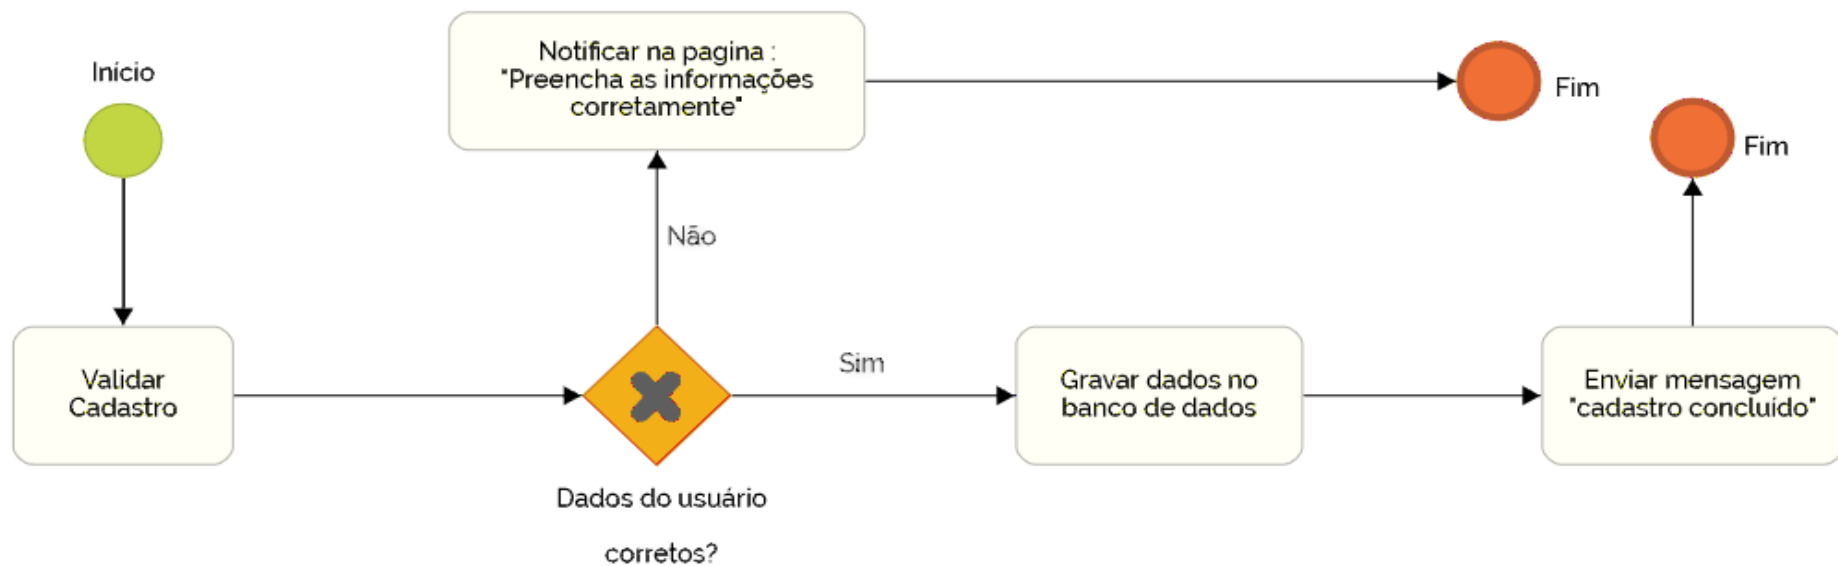 Início
Notificar na pagina :
"Preencha as informações
corretamente"
Fim
Fim
Não
Validar
Cadastro
Sim
Gravar dados no
banco de dados
Enviar mensagem
"cadastro concluído"
Dados do usuário
corretos?